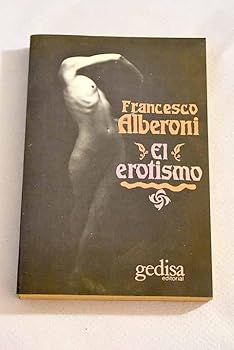 Francesco
Alberoni
El
erotismo
gedisa
editorial